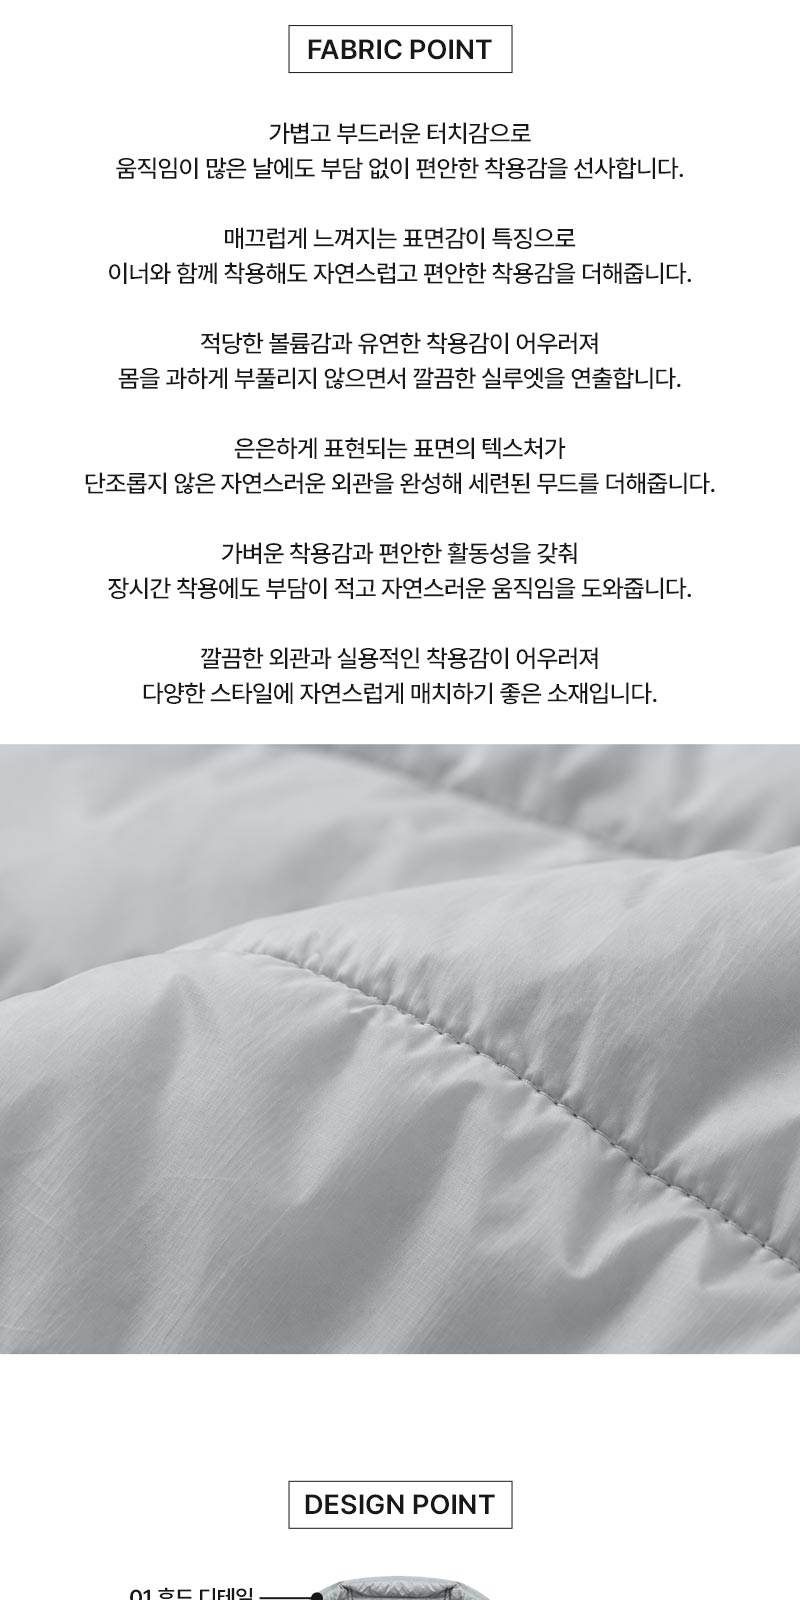 FABRIC POINT
가볍고 부드러운 터치감으로
움직임이 많은 날에도 부담 없이 편안한 착용감을 선사합니다.
매끄럽게 느껴지는 표면감이 특징으로
이너와 함께 착용해도 자연스럽고 편안한 착용감을 더해줍니다.
적당한 볼륨감과 유연한 착용감이 어우러져
몸을 과하게 부풀리지 않으면서 깔끔한 실루엣을 연출합니다.
은은하게 표현되는 표면의 텍스처가
단조롭지 않은 자연스러운 외관을 완성해 세련된 무드를 더해줍니다.
가벼운 착용감과 편안한 활동성을 갖춰
장시간 착용에도 부담이 적고 자연스러운 움직임을 도와줍니다.
깔끔한 외관과 실용적인 착용감이 어우러져
다양한 스타일에 자연스럽게 매치하기 좋은 소재입니다.
DESIGN POINT
01 후드 디테일